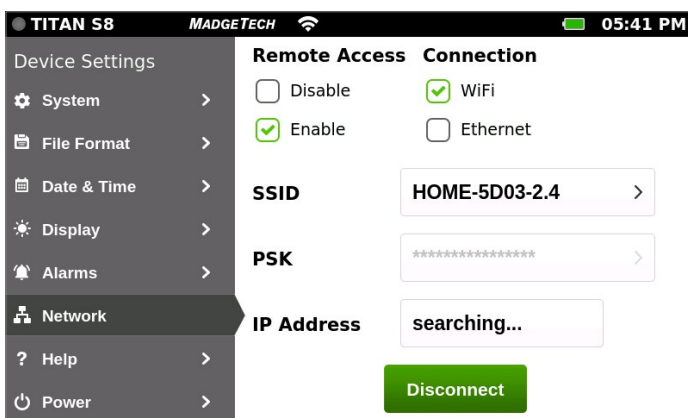 TITAN S8 MADGETECH 05:41 PM
Device Settings
System
File Format
Date & Time
Display
Alarms
Network
? Help
Power
Remote Access Connection
Disable WiFi
Enable Ethernet
SSID HOME-5D03-2.4
PSK ****************
IP Address searching...
Disconnect